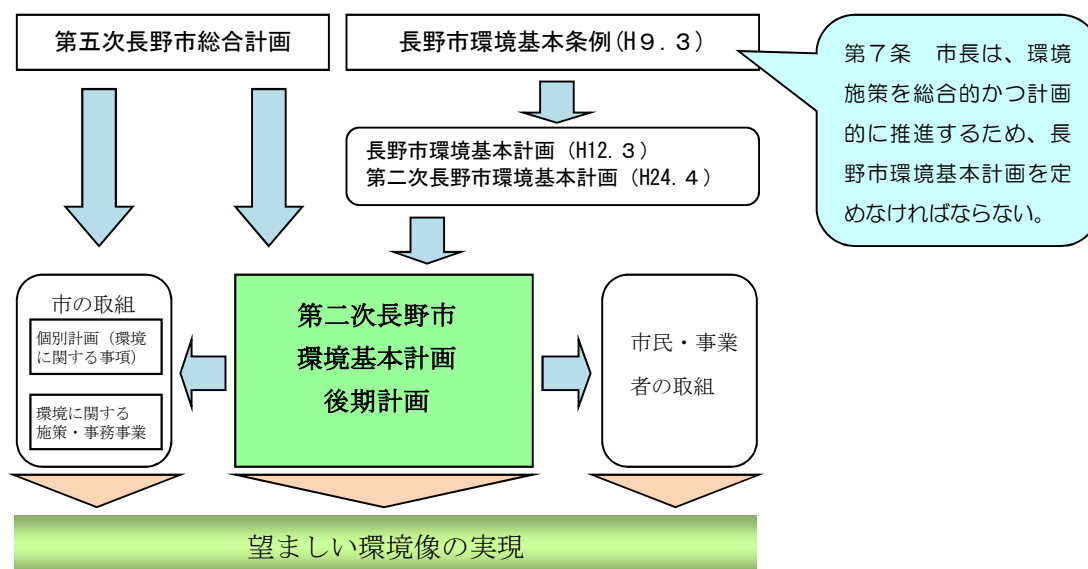 第五次長野市総合計画
長野市環境基本条例(H９.３)
第７条　市長は、環境
施策を総合的かつ計画
的に推進するため、長
野市環境基本計画を定
めなければならない。
長野市環境基本計画（H12.３）
第二次長野市環境基本計画（H24.４）
市の取組
個別計画（環境
に関する事項）
環境に関する
施策・事務事業
第二次長野市
環境基本計画
後期計画
市民・事業
者の取組
望ましい環境像の実現